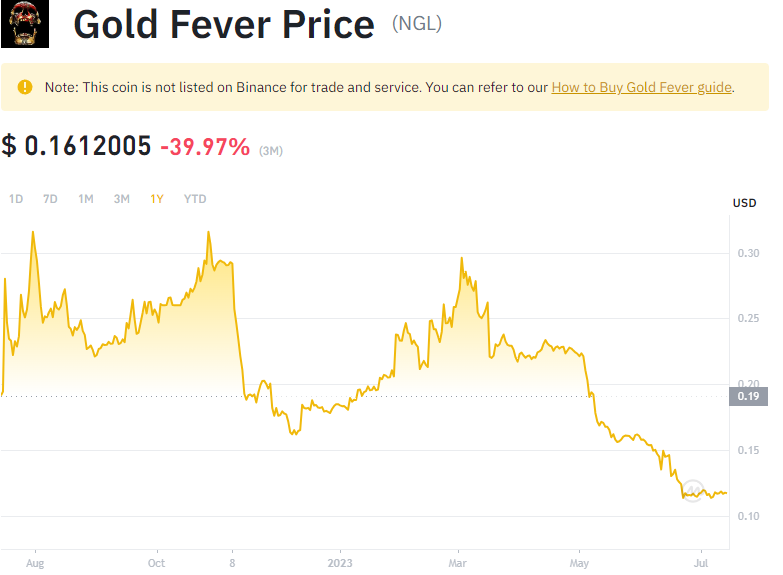 Gold Fever Price (NGL)
Note: This coin is not listed on Binance for trade and service. You can refer to our How to Buy Gold Fever guide.
$ 0.1612005 -39.97% (3M)
1D 7D 1M 3M 1Y YTD
USD
0.30
0.25
0.20
0.19
0.15
0.10
Aug Oct 8 2023 Mar May Jul